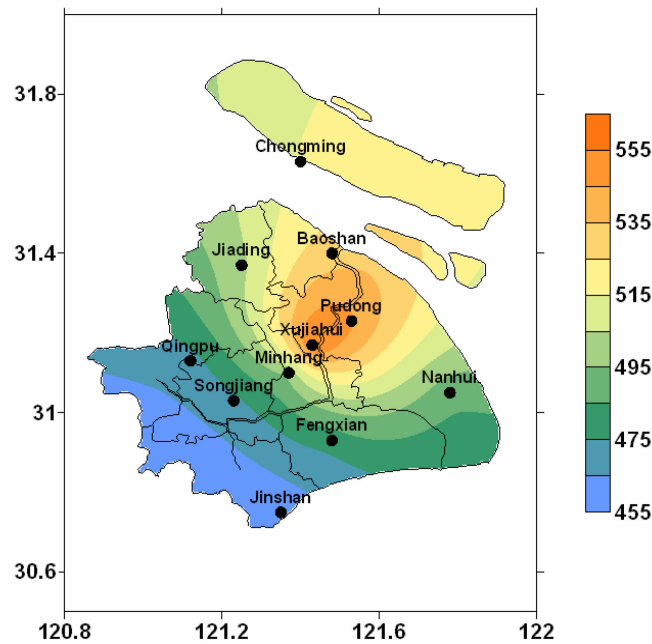 31.8
Chongming
555
535
31.4
Baoshan
Jiading
515
Pudong
Xujiahui
Qingpu
Minhang
495
Nanhui
Songjiang
31
Fengxian
475
Jinshan
455
30.6
120.8 121.2 121.6 122